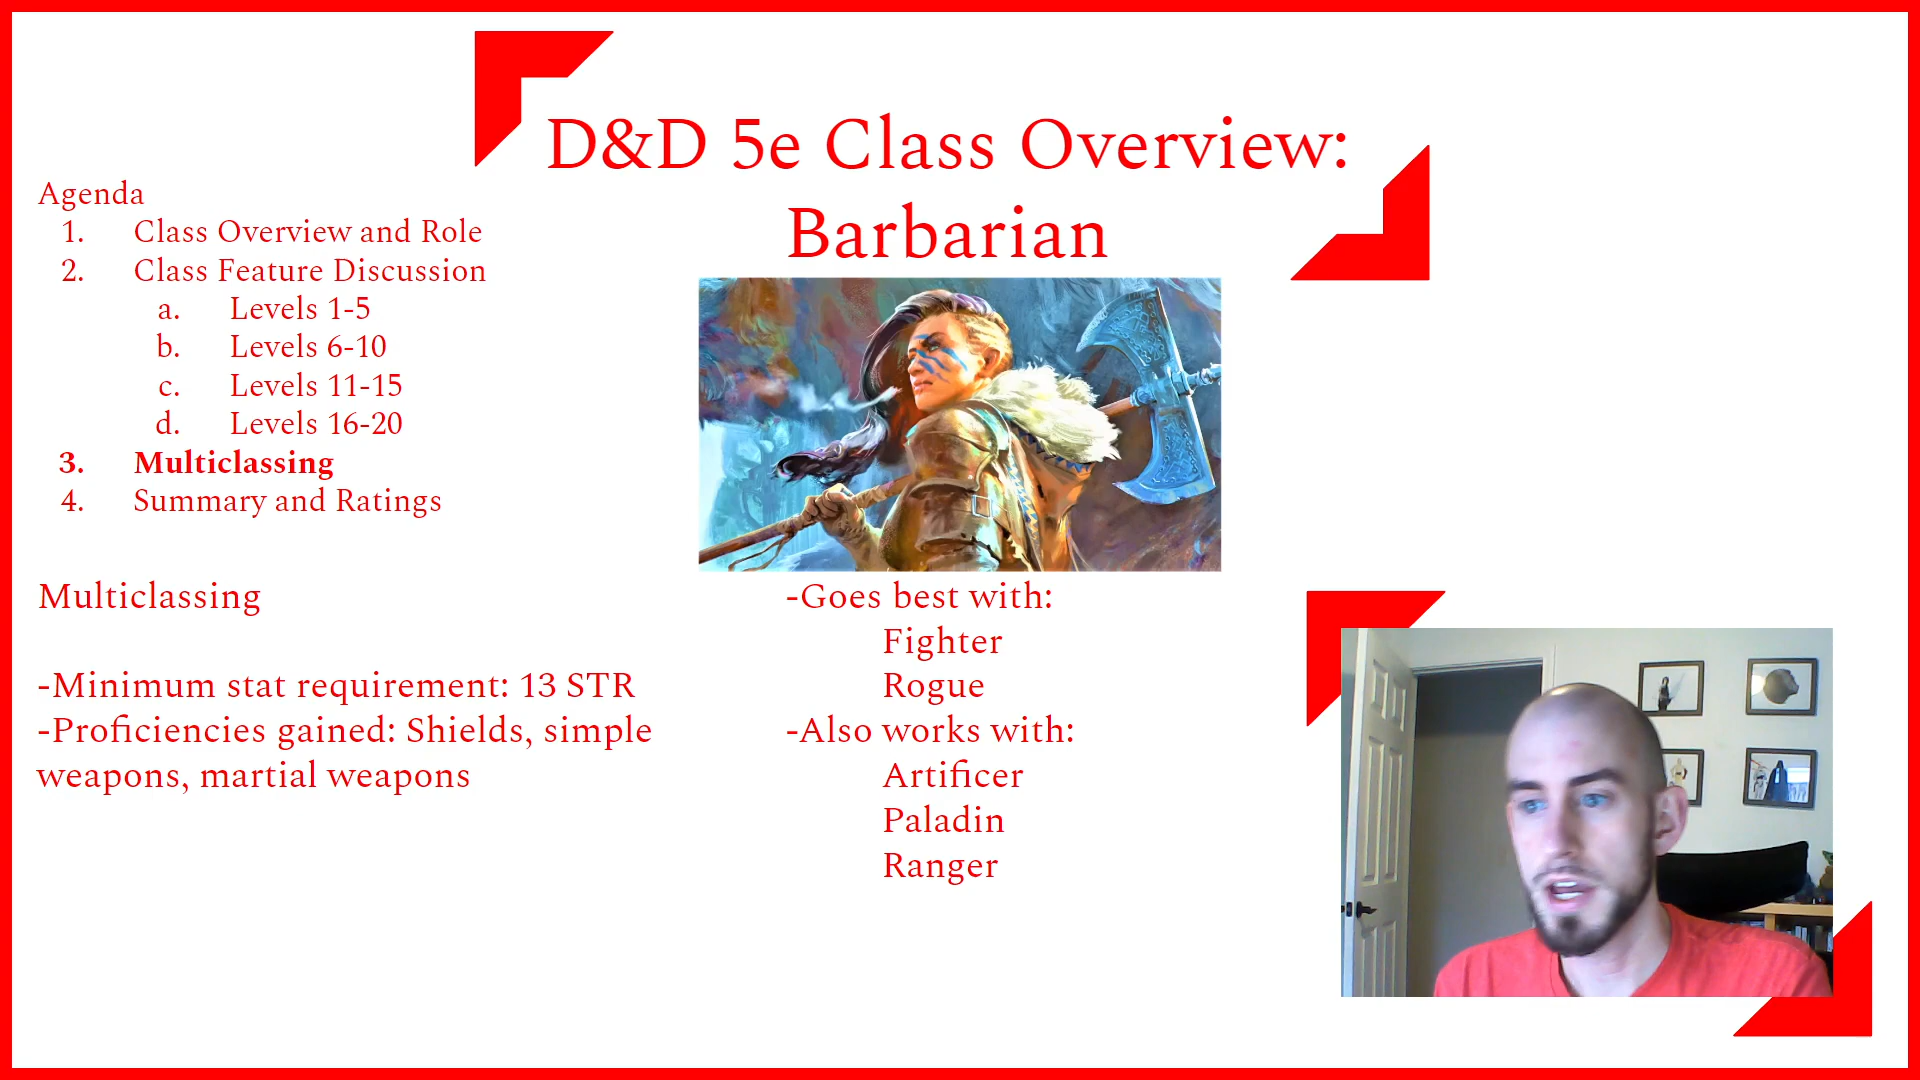 D&D 5e Class Overview:
Barbarian
Agenda
1. Class Overview and Role
2. Class Feature Discussion
a. Levels 1-5
b. Levels 6-10
c. Levels 11-15
d. Levels 16-20
3. Multiclassing
4. Summary and Ratings
Multiclassing
-Minimum stat requirement: 13 STR
-Proficiencies gained: Shields, simple
weapons, martial weapons
-Goes best with:
Fighter
Rogue
-Also works with:
Artificer
Paladin
Ranger